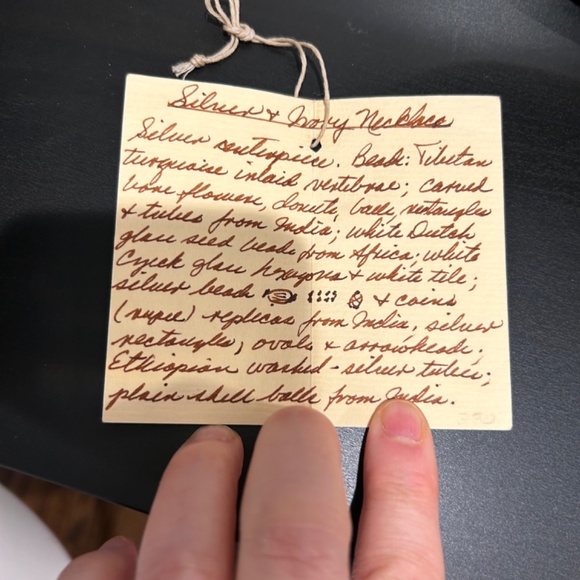 Silver & Ivory Necklace
Silver centerpiece. Beads: Tibetan
turquoise inlaid vertebrae; carved
bone flowers, donuts, balls, rectangles
& tubes from India; white Dutch
glass seed beads from Africa; white
Czech glass hexagons & white tile;
silver beads & coins
(rupee) replicas from India, silver
rectangles, ovals & arrowheads;
Ethiopian washed-silver tubes;
plain shell balls from India.